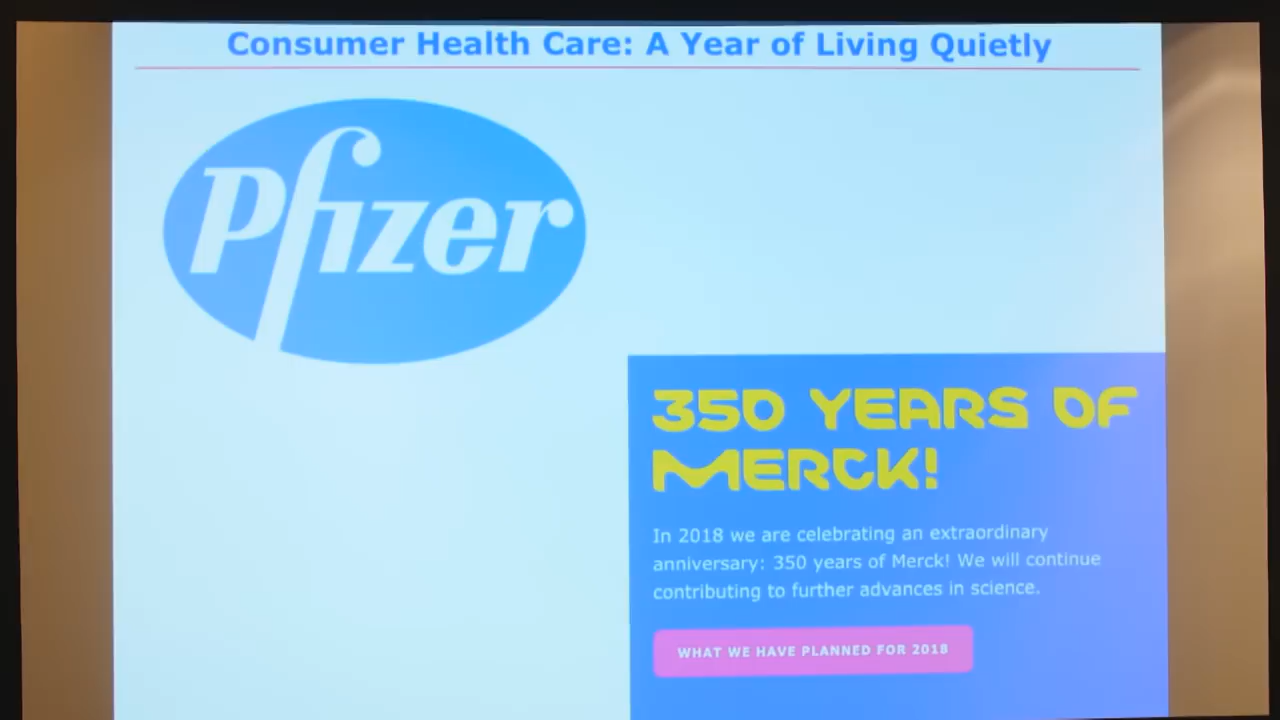 Consumer Health Care: A Year of Living Quietly
Pfizer
350 YEARS OF
MERCK!
In 2018 we are celebrating an extraordinary
anniversary: 350 years of Merck! We will continue
contributing to further advances in science.
WHAT WE HAVE PLANNED FOR 2018